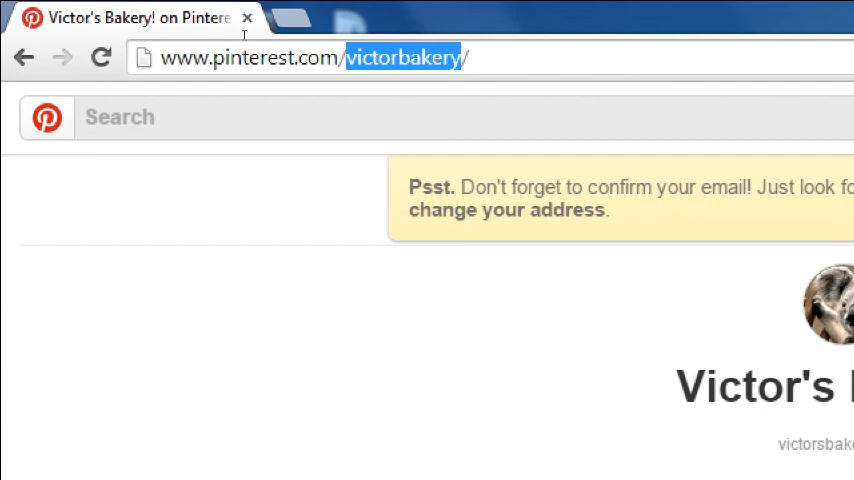 Victor's Bakery! on Pintere
www.pinterest.com/victorbakery/
Search
Psst. Don't forget to confirm your email! Just look fo
change your address.
Victor's
victorsbake